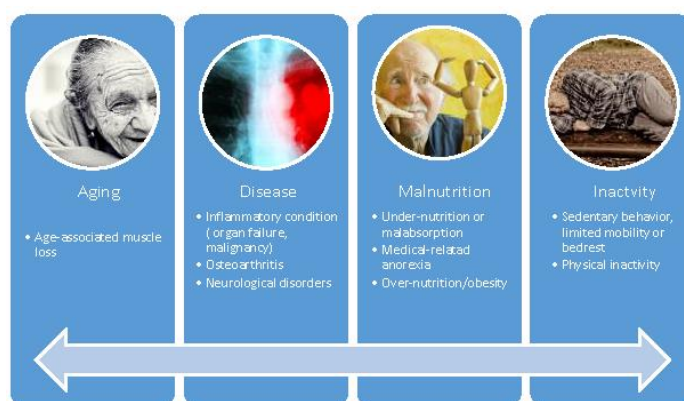 Aging
• Age-associated muscle
loss
Disease
• Inflammatory condition
( organ failure,
malignancy)
• Osteoarthritis
• Neurological disorders
Malnutrition
• Under-nutrition or
malabsorption
• Medical-relatad
anorexia
• Over-nutrition/obesity
Inactvity
• Sedentary behavior,
limited mobility or
bedrest
• Physical inactivity